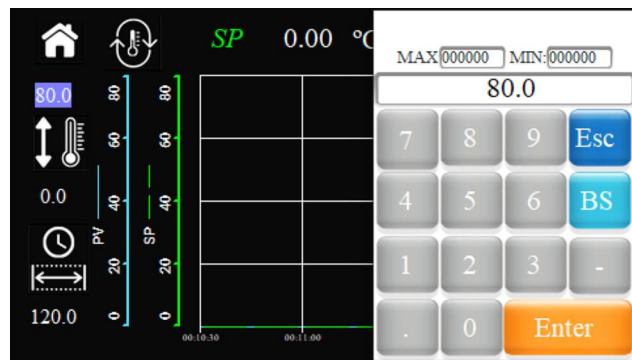 SP 0.00 °C
MAX 000000 MIN: 000000
80.0
80.0
7 8 9 Esc
4 5 6 BS
1 2 3 -
. 0 Enter
0.0
120.0
80
60
40
20
0
PV
80
60
40
20
0
SP
00:10:30 00:11:00